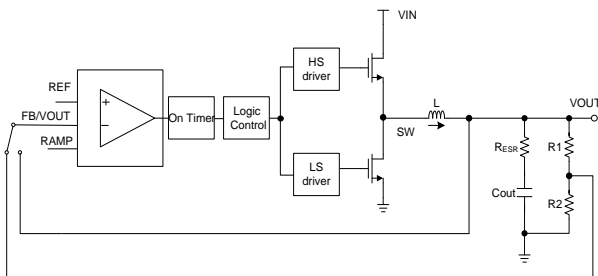 VIN
HS
driver
REF
+
FB/VOUT
−
RAMP
On Timer
Logic
Control
L
SW
VOUT
LS
driver
RESR
R1
Cout
R2